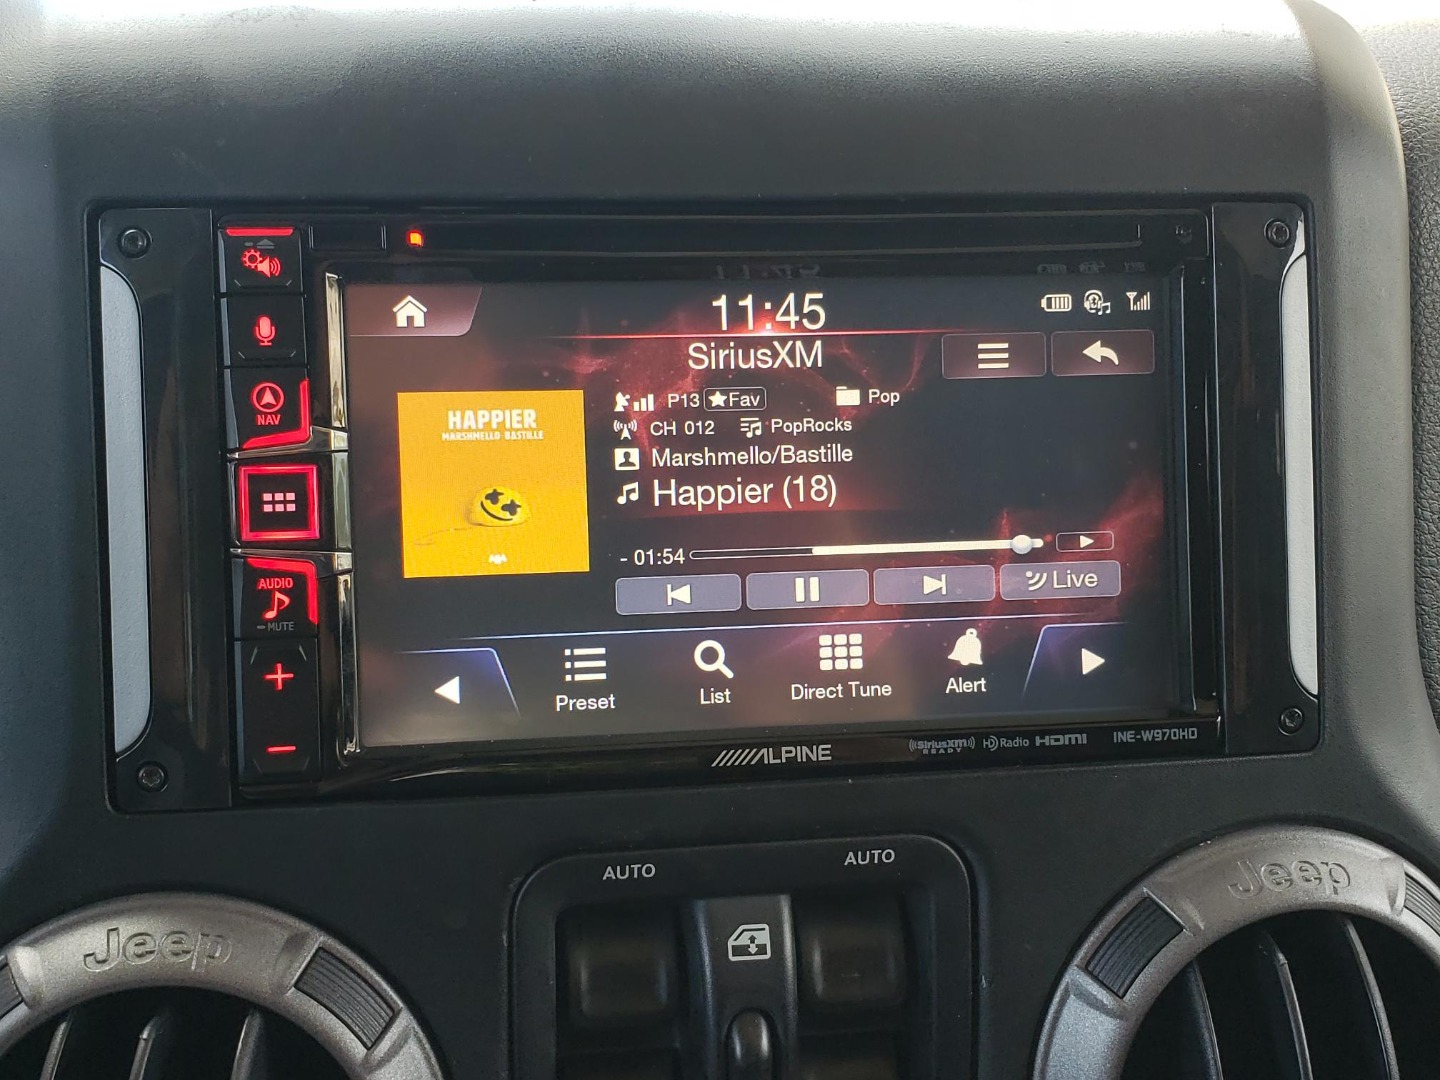 11:45
SiriusXM
HAPPIER
MARSHMELLO BASTILLE
P13 Fav Pop
CH 012 PopRocks
Marshmello/Bastille
Happier (18)
- 01:54
Live
Preset
List
Direct Tune
Alert
NAV
AUDIO
MUTE
ALPINE
SiriusXM READY HD Radio HDMI INE-W970HD
AUTO AUTO
Jeep Jeep